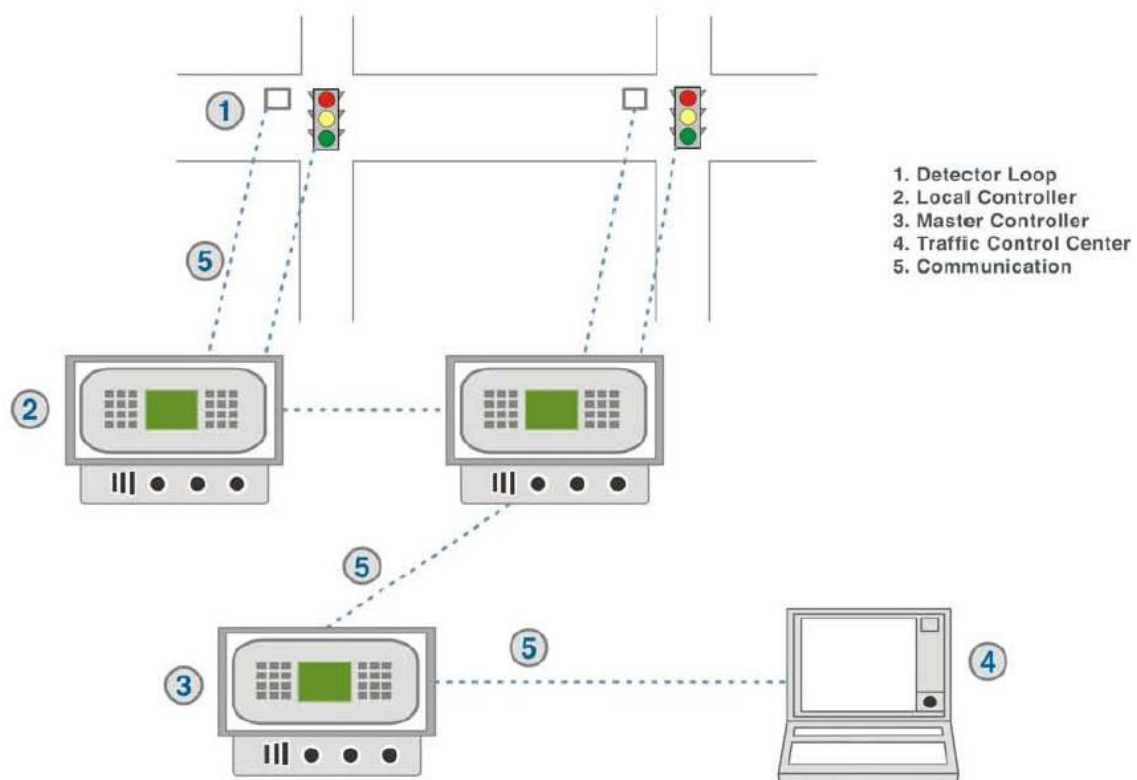 1
5
2
5
3
5
4
1. Detector Loop
2. Local Controller
3. Master Controller
4. Traffic Control Center
5. Communication